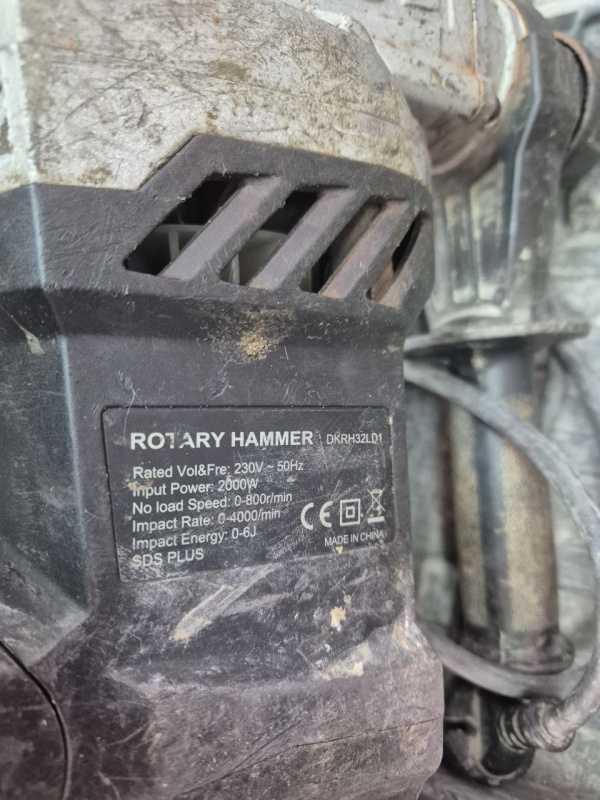 ROTARY HAMMER DKRH32LD1
Rated Vol&Fre: 230V ~ 50Hz
Input Power: 2000W
No load Speed: 0-800r/min
Impact Rate: 0-4000/min
Impact Energy: 0-6J
SDS PLUS
CE
MADE IN CHINA